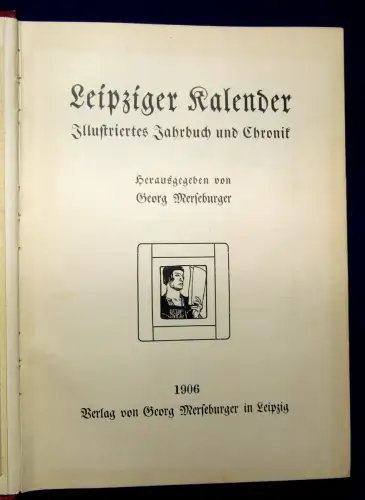 Leipziger Kalender
Illustriertes Jahrbuch und Chronik
Herausgegeben von
Georg Merseburger
1906
Verlag von Georg Merseburger in Leipzig